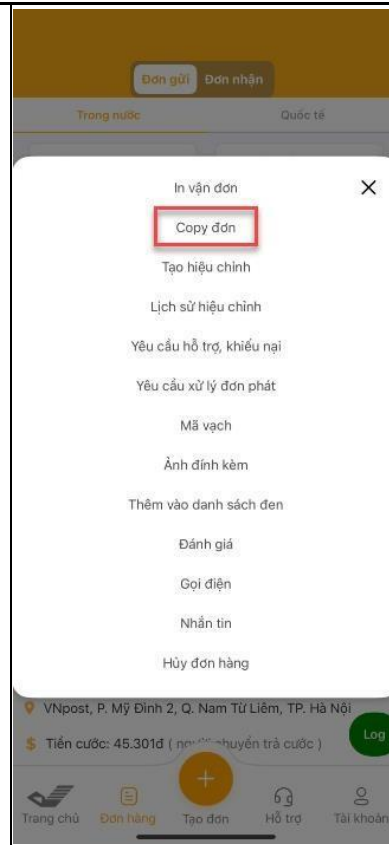 Đơn gửi Đơn nhận
Trong nước Quốc tế
In vận đơn
Copy đơn
Tạo hiệu chỉnh
Lịch sử hiệu chỉnh
Yêu cầu hỗ trợ, khiếu nại
Yêu cầu xử lý đơn phát
Mã vạch
Ảnh đính kèm
Thêm vào danh sách đen
Đánh giá
Gọi điện
Nhắn tin
Hủy đơn hàng
VNpost, P. Mỹ Đình 2, Q. Nam Từ Liêm, TP. Hà Nội
Log
$ Tiền cước: 45.301đ ( chuyển trả cước )
Trang chủ Đơn hàng Tạo đơn Hỗ trợ Tài khoản